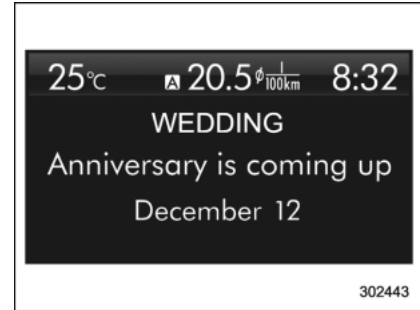 25°C A 20.5 ø l/100km 8:32
WEDDING
Anniversary is coming up
December 12
302443